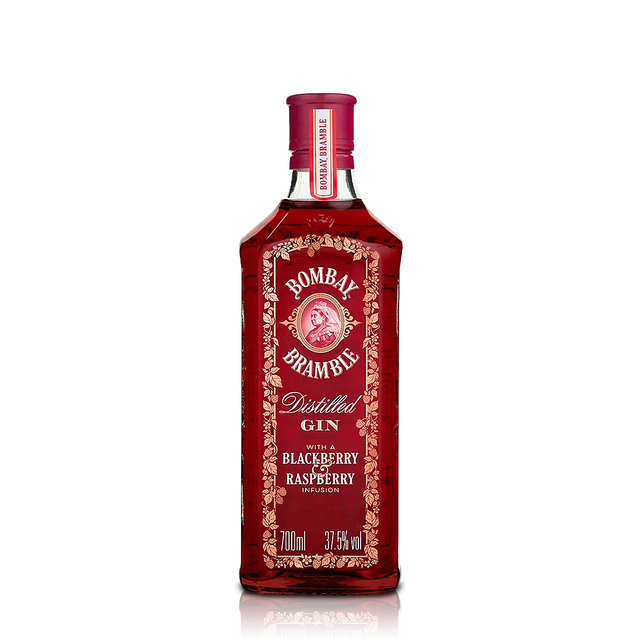 BOMBAY BRAMBLE
BOMBAY
BRAMBLE
Distilled
GIN
WITH A
BLACKBERRY
&
RASPBERRY
INFUSION
700ml 37.5% vol